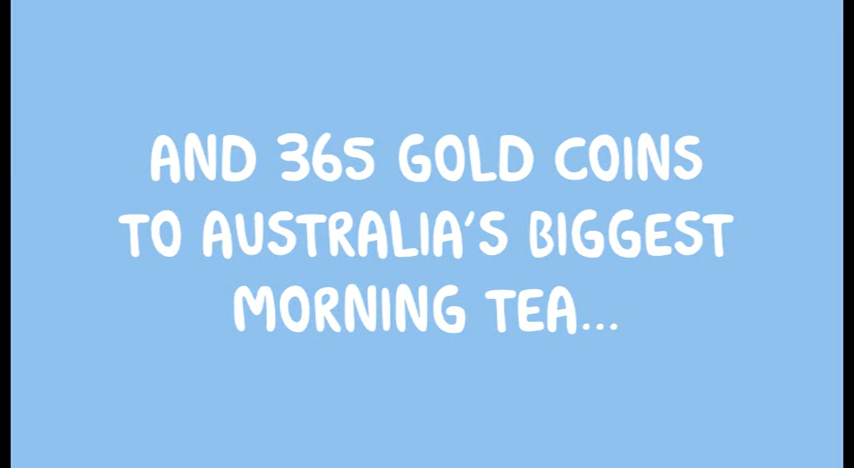 AND 365 GOLD COINS
TO AUSTRALIA'S BIGGEST
MORNING TEA...